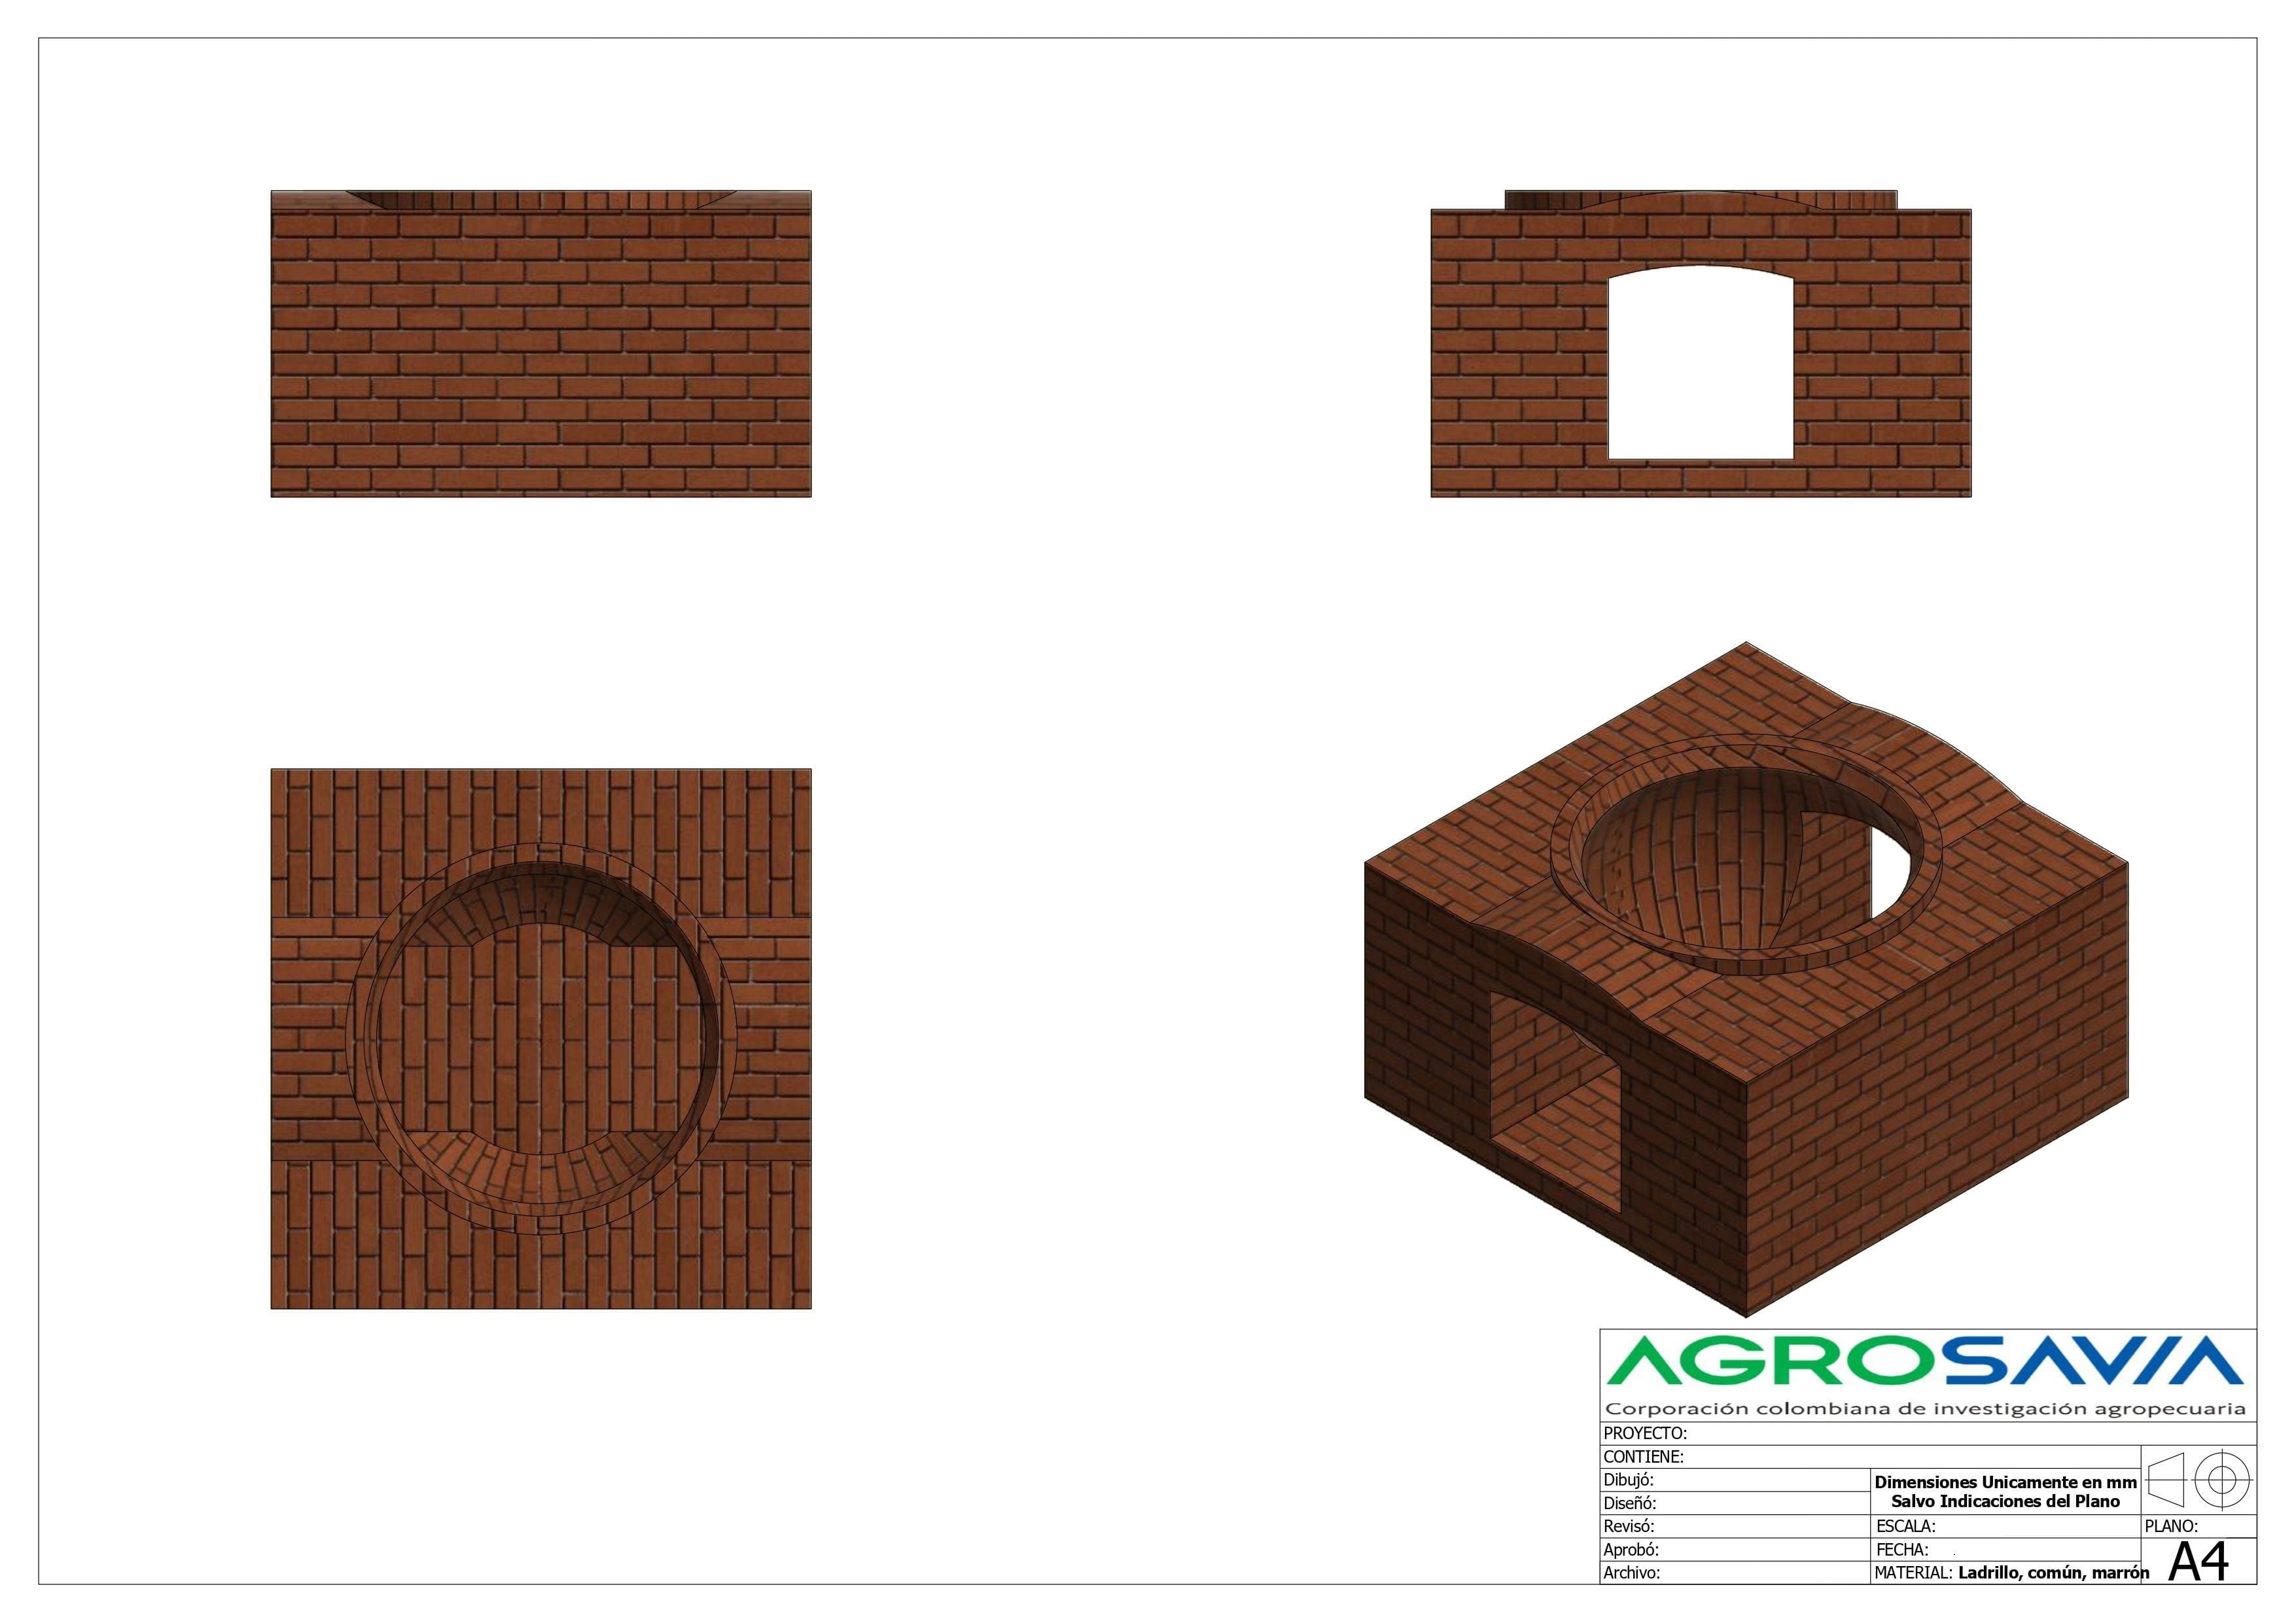 AGROSAVIA
Corporación colombiana de investigación agropecuaria
PROYECTO:
CONTIENE:
Dibujó:
Dimensiones Unicamente en mm
Salvo Indicaciones del Plano
Diseñó:
Revisó:
ESCALA:
PLANO:
Aprobó:
FECHA:
A4
Archivo:
MATERIAL: Ladrillo, común, marrón